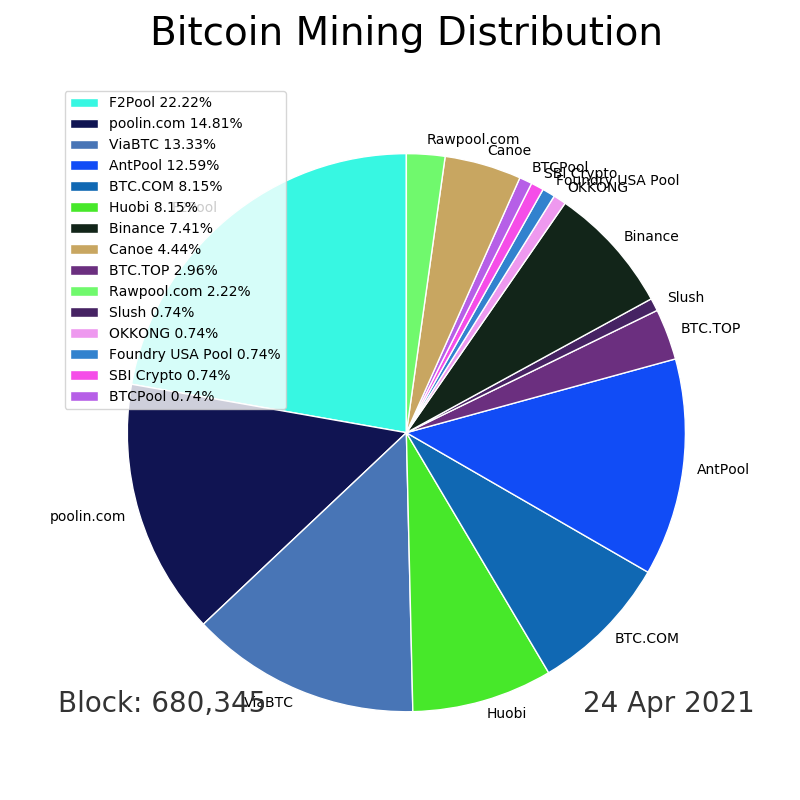 Bitcoin Mining Distribution
F2Pool 22.22%
poolin.com 14.81%
ViaBTC 13.33%
AntPool 12.59%
BTC.COM 8.15%
Huobi 8.15%
Binance 7.41%
Canoe 4.44%
BTC.TOP 2.96%
Rawpool.com 2.22%
Slush 0.74%
OKKONG 0.74%
Foundry USA Pool 0.74%
SBI Crypto 0.74%
BTCPool 0.74%
F2Pool
Rawpool.com
Canoe
BTCPool
SBI Crypto
Foundry USA Pool
OKKONG
Binance
Slush
BTC.TOP
AntPool
BTC.COM
Huobi
ViaBTC
poolin.com
Block: 680,345
24 Apr 2021